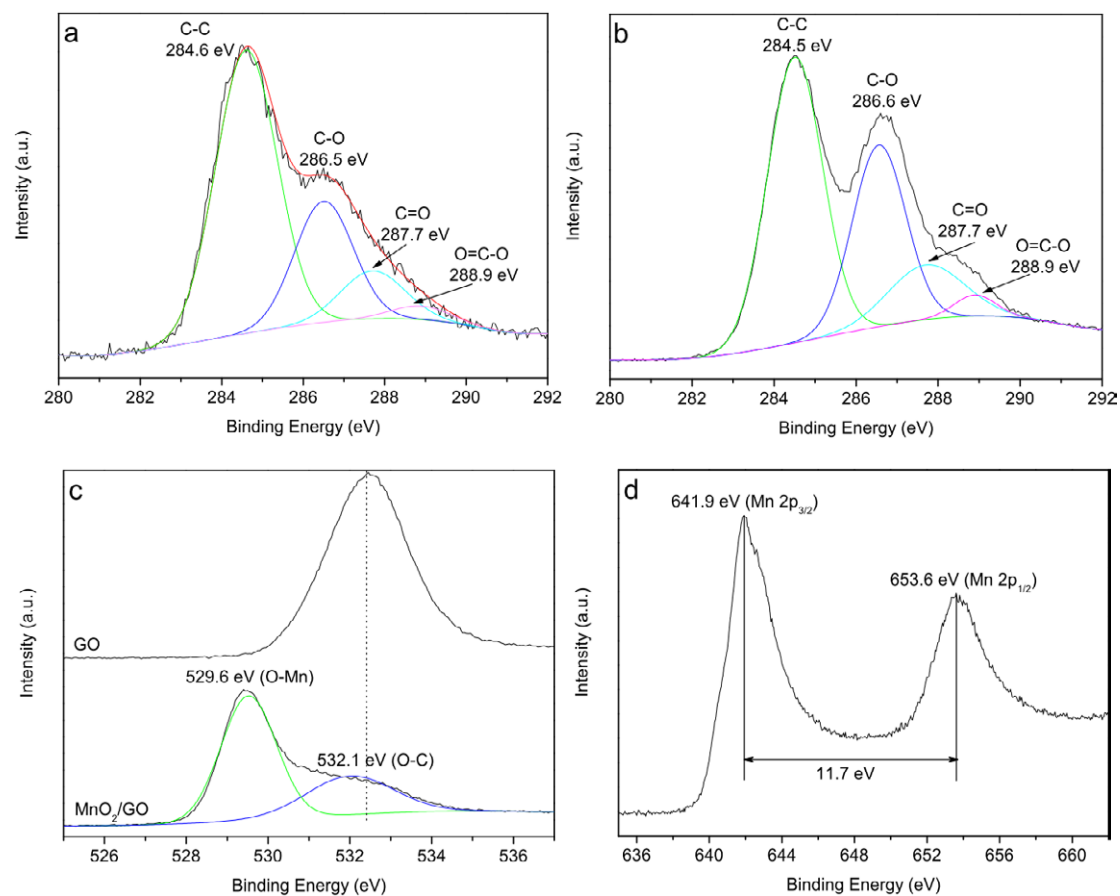 a
C-C
284.6 eV
C-O
286.5 eV
C=O
287.7 eV
O=C-O
288.9 eV
Intensity (a.u.)
280 282 284 286 288 290 292
Binding Energy (eV)
b
C-C
284.5 eV
C-O
286.6 eV
C=O
287.7 eV
O=C-O
288.9 eV
Intensity (a.u.)
280 282 284 286 288 290 292
Binding Energy (eV)
c
GO
529.6 eV (O-Mn)
532.1 eV (O-C)
MnO₂/GO
Intensity (a.u.)
526 528 530 532 534 536
Binding Energy (eV)
d
641.9 eV (Mn 2p₃/₂)
653.6 eV (Mn 2p₁/₂)
11.7 eV
Intensity (a.u.)
636 640 644 648 652 656 660
Binding Energy (eV)